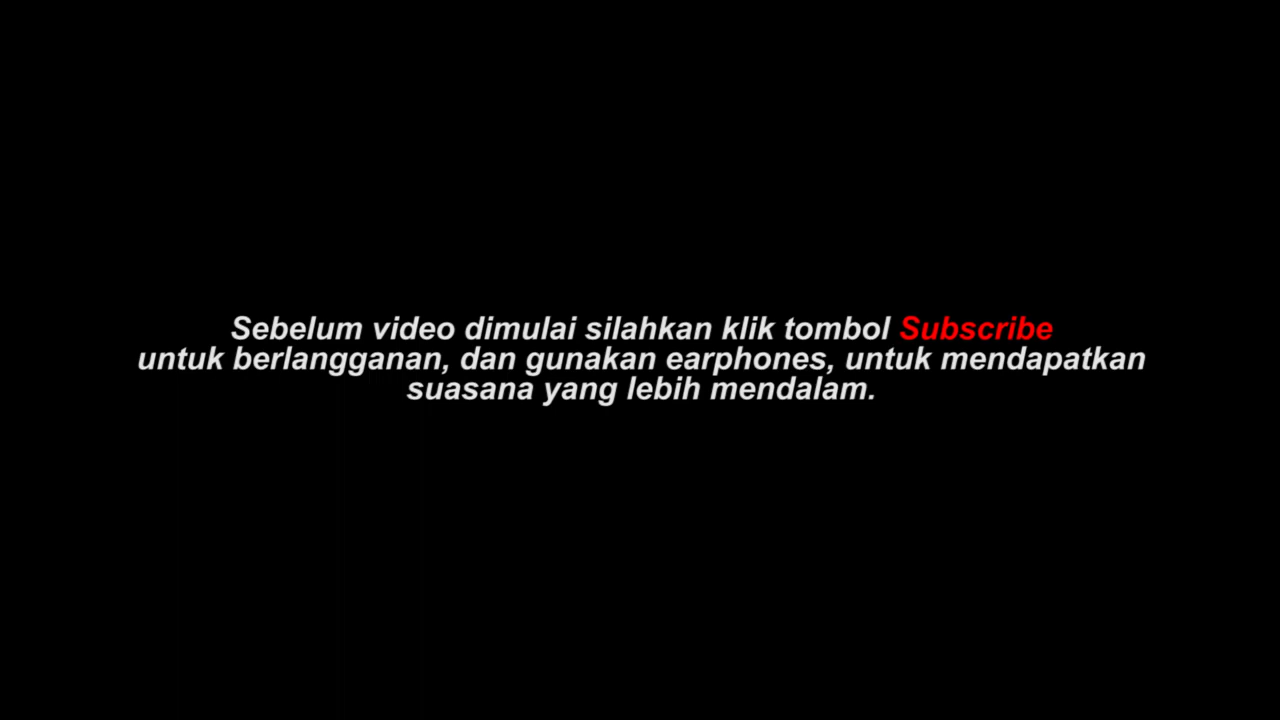 Sebelum video dimulai silahkan klik tombol Subscribe
untuk berlangganan, dan gunakan earphones, untuk mendapatkan
suasana yang lebih mendalam.